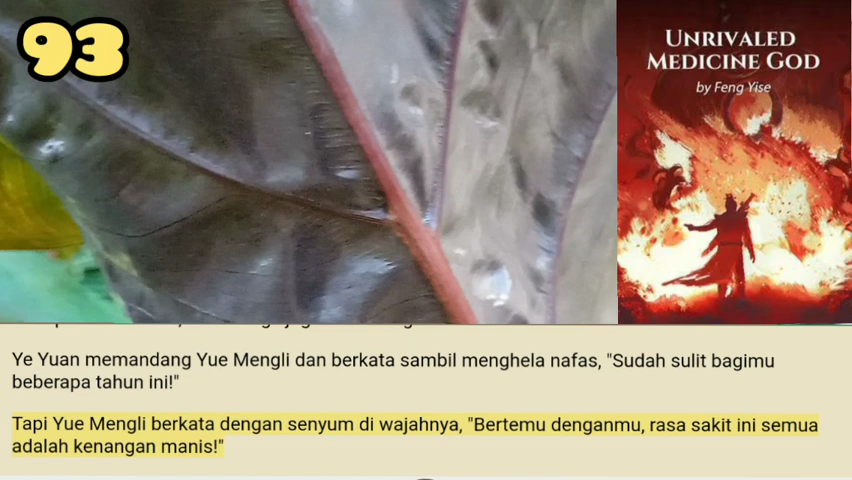 93
UNRIVALED
MEDICINE GOD
by Feng Yise
Ye Yuan memandang Yue Mengli dan berkata sambil menghela nafas, "Sudah sulit bagimu
beberapa tahun ini!"
Tapi Yue Mengli berkata dengan senyum di wajahnya, "Bertemu denganmu, rasa sakit ini semua
adalah kenangan manis!"